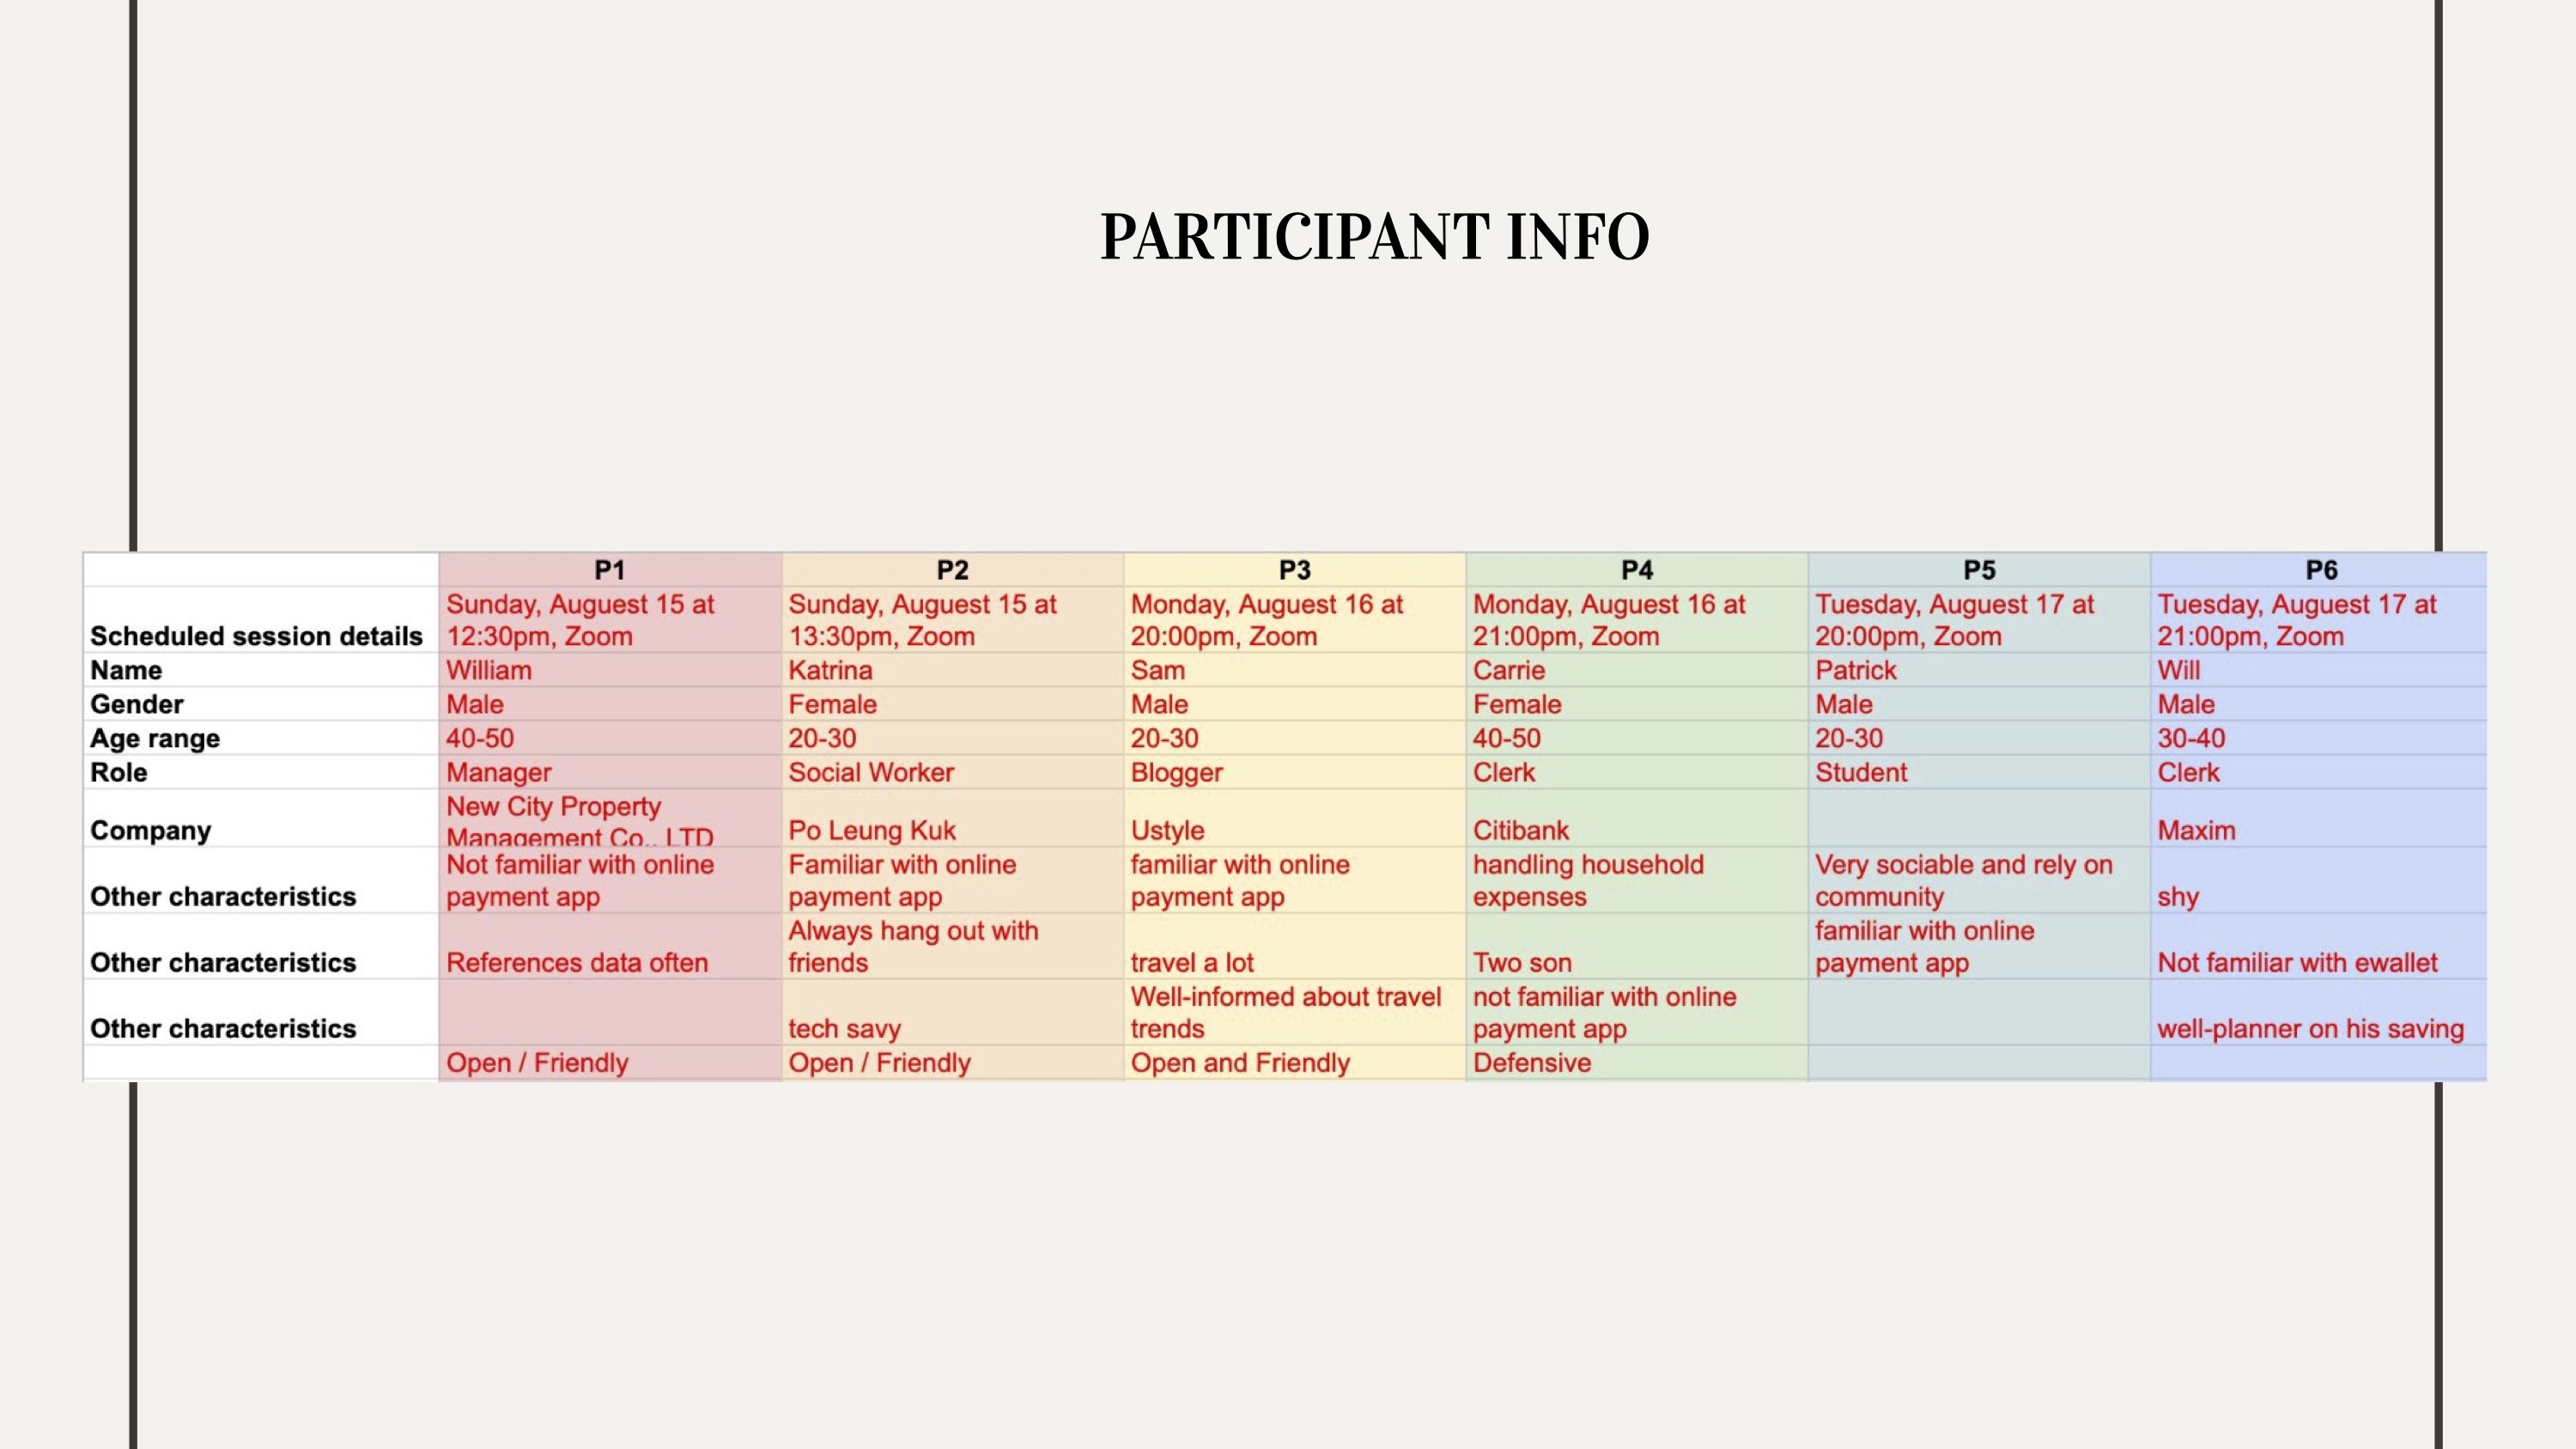 PARTICIPANT INFO
P1 P2 P3 P4 P5 P6
Scheduled session details
Sunday, Auguest 15 at
12:30pm, Zoom
Sunday, Auguest 15 at
13:30pm, Zoom
Monday, Auguest 16 at
20:00pm, Zoom
Monday, Auguest 16 at
21:00pm, Zoom
Tuesday, Auguest 17 at
20:00pm, Zoom
Tuesday, Auguest 17 at
21:00pm, Zoom
Name William Katrina Sam Carrie Patrick Will
Gender Male Female Male Female Male Male
Age range 40-50 20-30 20-30 40-50 20-30 30-40
Role Manager Social Worker Blogger Clerk Student Clerk
Company
New City Property
Management Co., LTD
Po Leung Kuk
Ustyle
Citibank
Maxim
Other characteristics
Not familiar with online
payment app
Familiar with online
payment app
familiar with online
payment app
handling household
expenses
Very sociable and rely on
community
shy
Other characteristics
References data often
Always hang out with
friends
travel a lot
Two son
familiar with online
payment app
Not familiar with ewallet
Other characteristics
tech savy
Well-informed about travel
trends
not familiar with online
payment app
well-planner on his saving
Open / Friendly Open / Friendly Open and Friendly Defensive